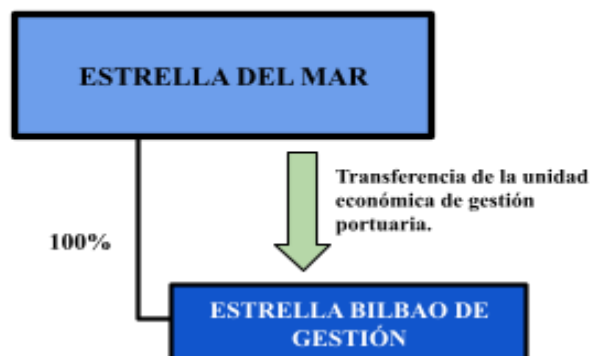 ESTRELLA DEL MAR
Transferencia de la unidad
económica de gestión
portuaria.
100%
ESTRELLA BILBAO DE
GESTIÓN